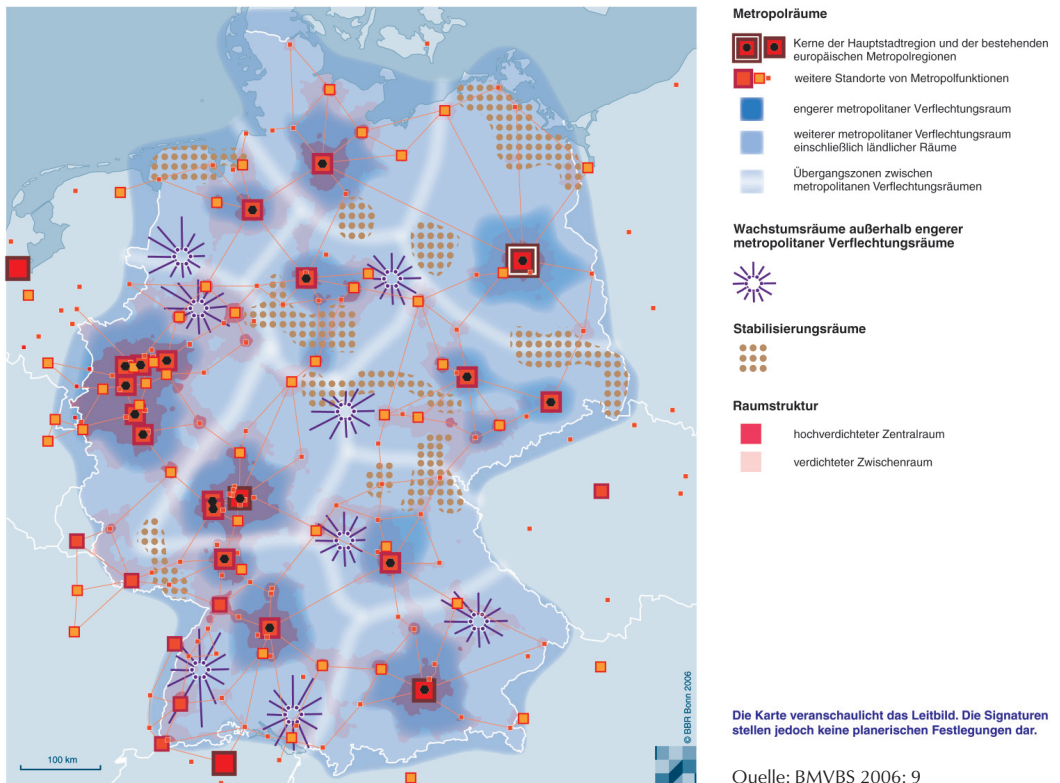 Metropolräume
Kerne der Hauptstadtregion und der bestehenden
europäischen Metropolregionen
weitere Standorte von Metropolfunktionen
engerer metropolitaner Verflechtungsraum
weiterer metropolitaner Verflechtungsraum
einschließlich ländlicher Räume
Übergangszonen zwischen
metropolitanen Verflechtungsräumen
Wachstumsräume außerhalb engerer
metropolitaner Verflechtungsräume
Stabilisierungsräume
Raumstruktur
hochverdichteter Zentralraum
verdichteter Zwischenraum
100 km
© BBR Bonn 2006
Die Karte veranschaulicht das Leitbild. Die Signaturen
stellen jedoch keine planerischen Festlegungen dar.
Quelle: BMVBS 2006: 9